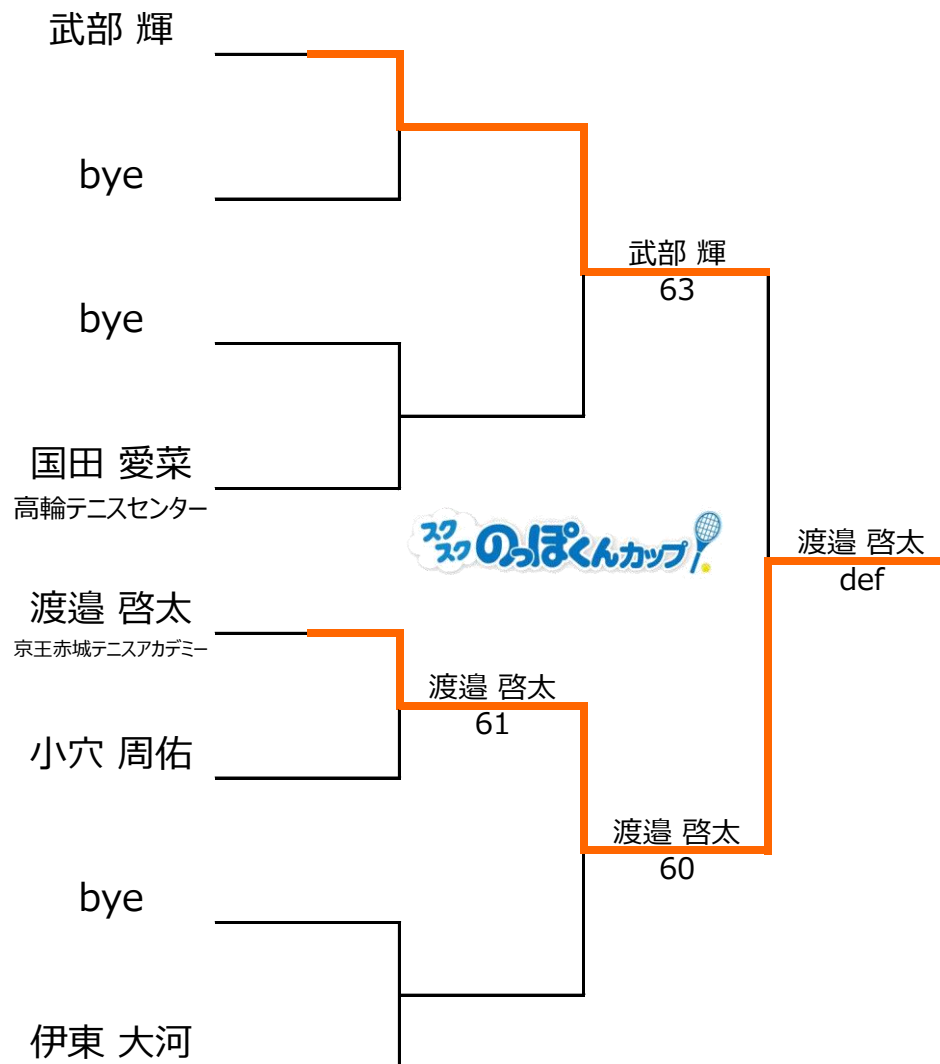 武部 輝
bye
bye
国田 愛菜
高輪テニスセンター
渡邉 啓太
京王赤城テニスアカデミー
小穴 周佑
bye
伊東 大河
渡邉 啓太
61
武部 輝
63
渡邉 啓太
60
渡邉 啓太
def
スク
スク のっぽくんカップ!